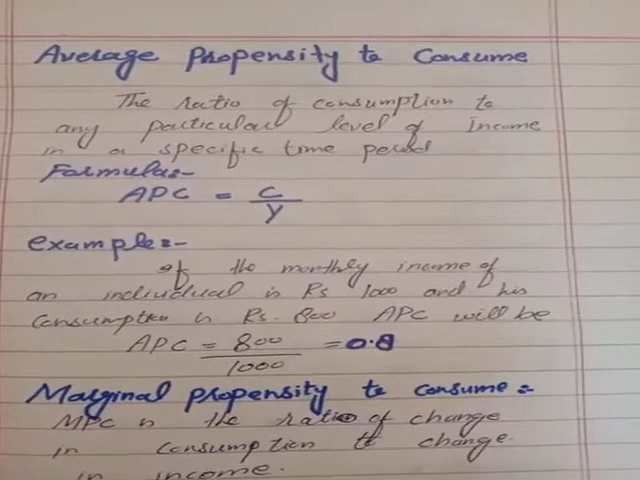 Average Propensity to Consume
The ratio of consumption to
any particular level of Income
in a specific time period
Formula:-
APC = C
Y
Example:-
If the monthly income of
an individual is Rs 1000 and his
Consumption is Rs. 800 APC will be
APC = 800 = 0.8
1000
Marginal propensity to consume:-
MPC is the ratio of change
in consumption to change
in income.